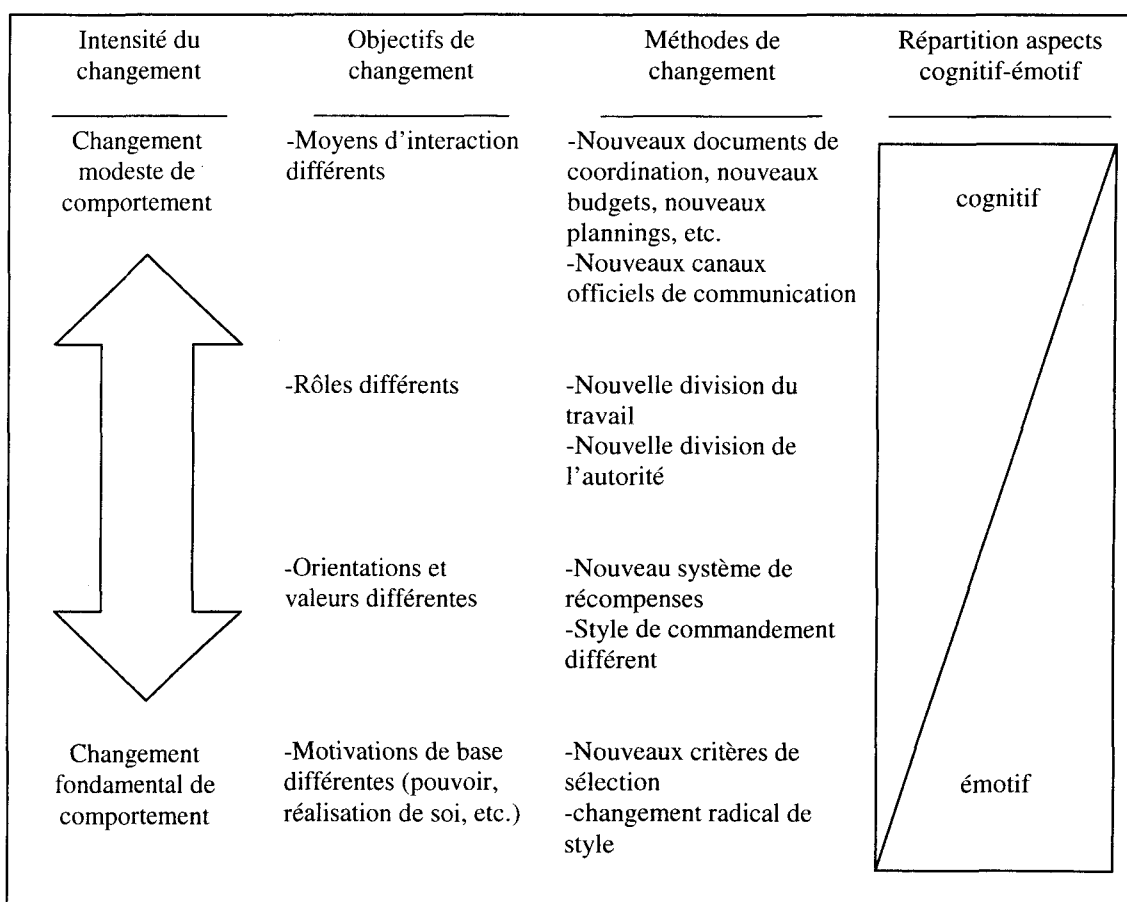 Intensité du
changement
Objectifs de
changement
Méthodes de
changement
Répartition aspects
cognitif-émotif
Changement
modeste de
comportement
-Moyens d'interaction
différents
-Nouveaux documents de
coordination, nouveaux
budgets, nouveaux
plannings, etc.
-Nouveaux canaux
officiels de communication
cognitif
-Rôles différents
-Nouvelle division du
travail
-Nouvelle division de
l'autorité
-Orientations et
valeurs différentes
-Nouveau système de
récompenses
-Style de commandement
différent
Changement
fondamental de
comportement
-Motivations de base
différentes (pouvoir,
réalisation de soi, etc.)
-Nouveaux critères de
sélection
-changement radical de
style
émotif